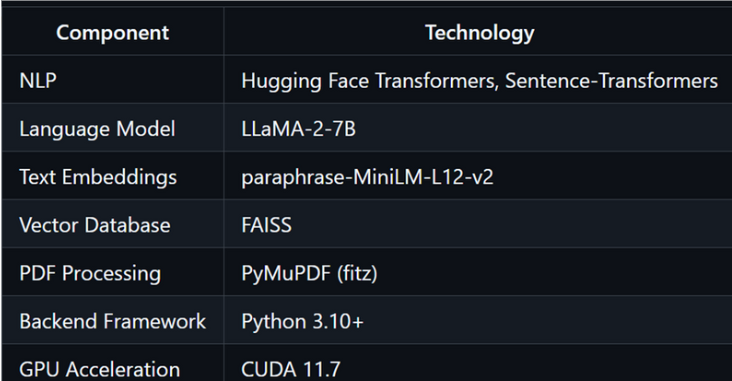 Component Technology
NLP Hugging Face Transformers, Sentence-Transformers
Language Model LLaMA-2-7B
Text Embeddings paraphrase-MiniLM-L12-v2
Vector Database FAISS
PDF Processing PyMuPDF (fitz)
Backend Framework Python 3.10+
GPU Acceleration CUDA 11.7